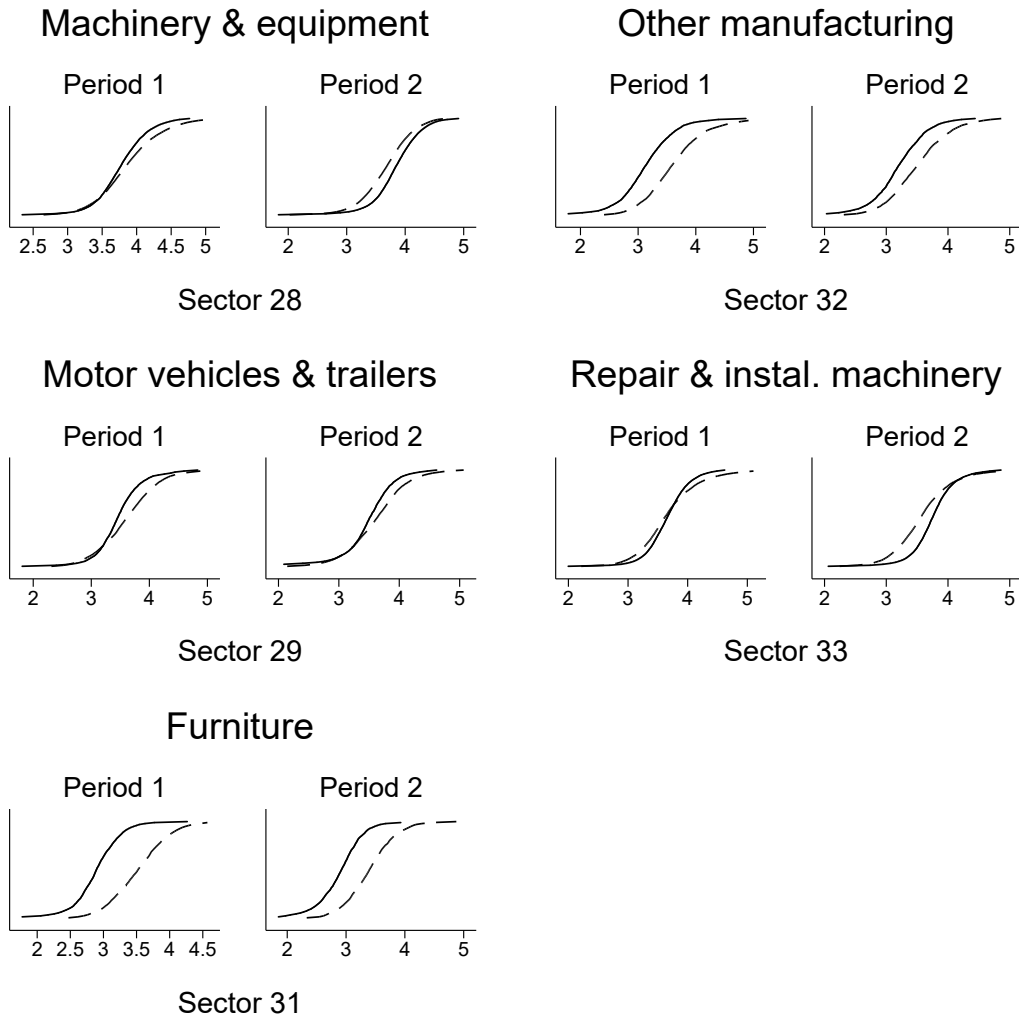 Machinery & equipment
Period 1 Period 2
2.5 3 3.5 4 4.5 5 2 3 4 5
Sector 28
Other manufacturing
Period 1 Period 2
2 3 4 5 2 3 4 5
Sector 32
Motor vehicles & trailers
Period 1 Period 2
2 3 4 5 2 3 4 5
Sector 29
Repair & instal. machinery
Period 1 Period 2
2 3 4 5 2 3 4 5
Sector 33
Furniture
Period 1 Period 2
2 2.5 3 3.5 4 4.5 2 3 4 5
Sector 31